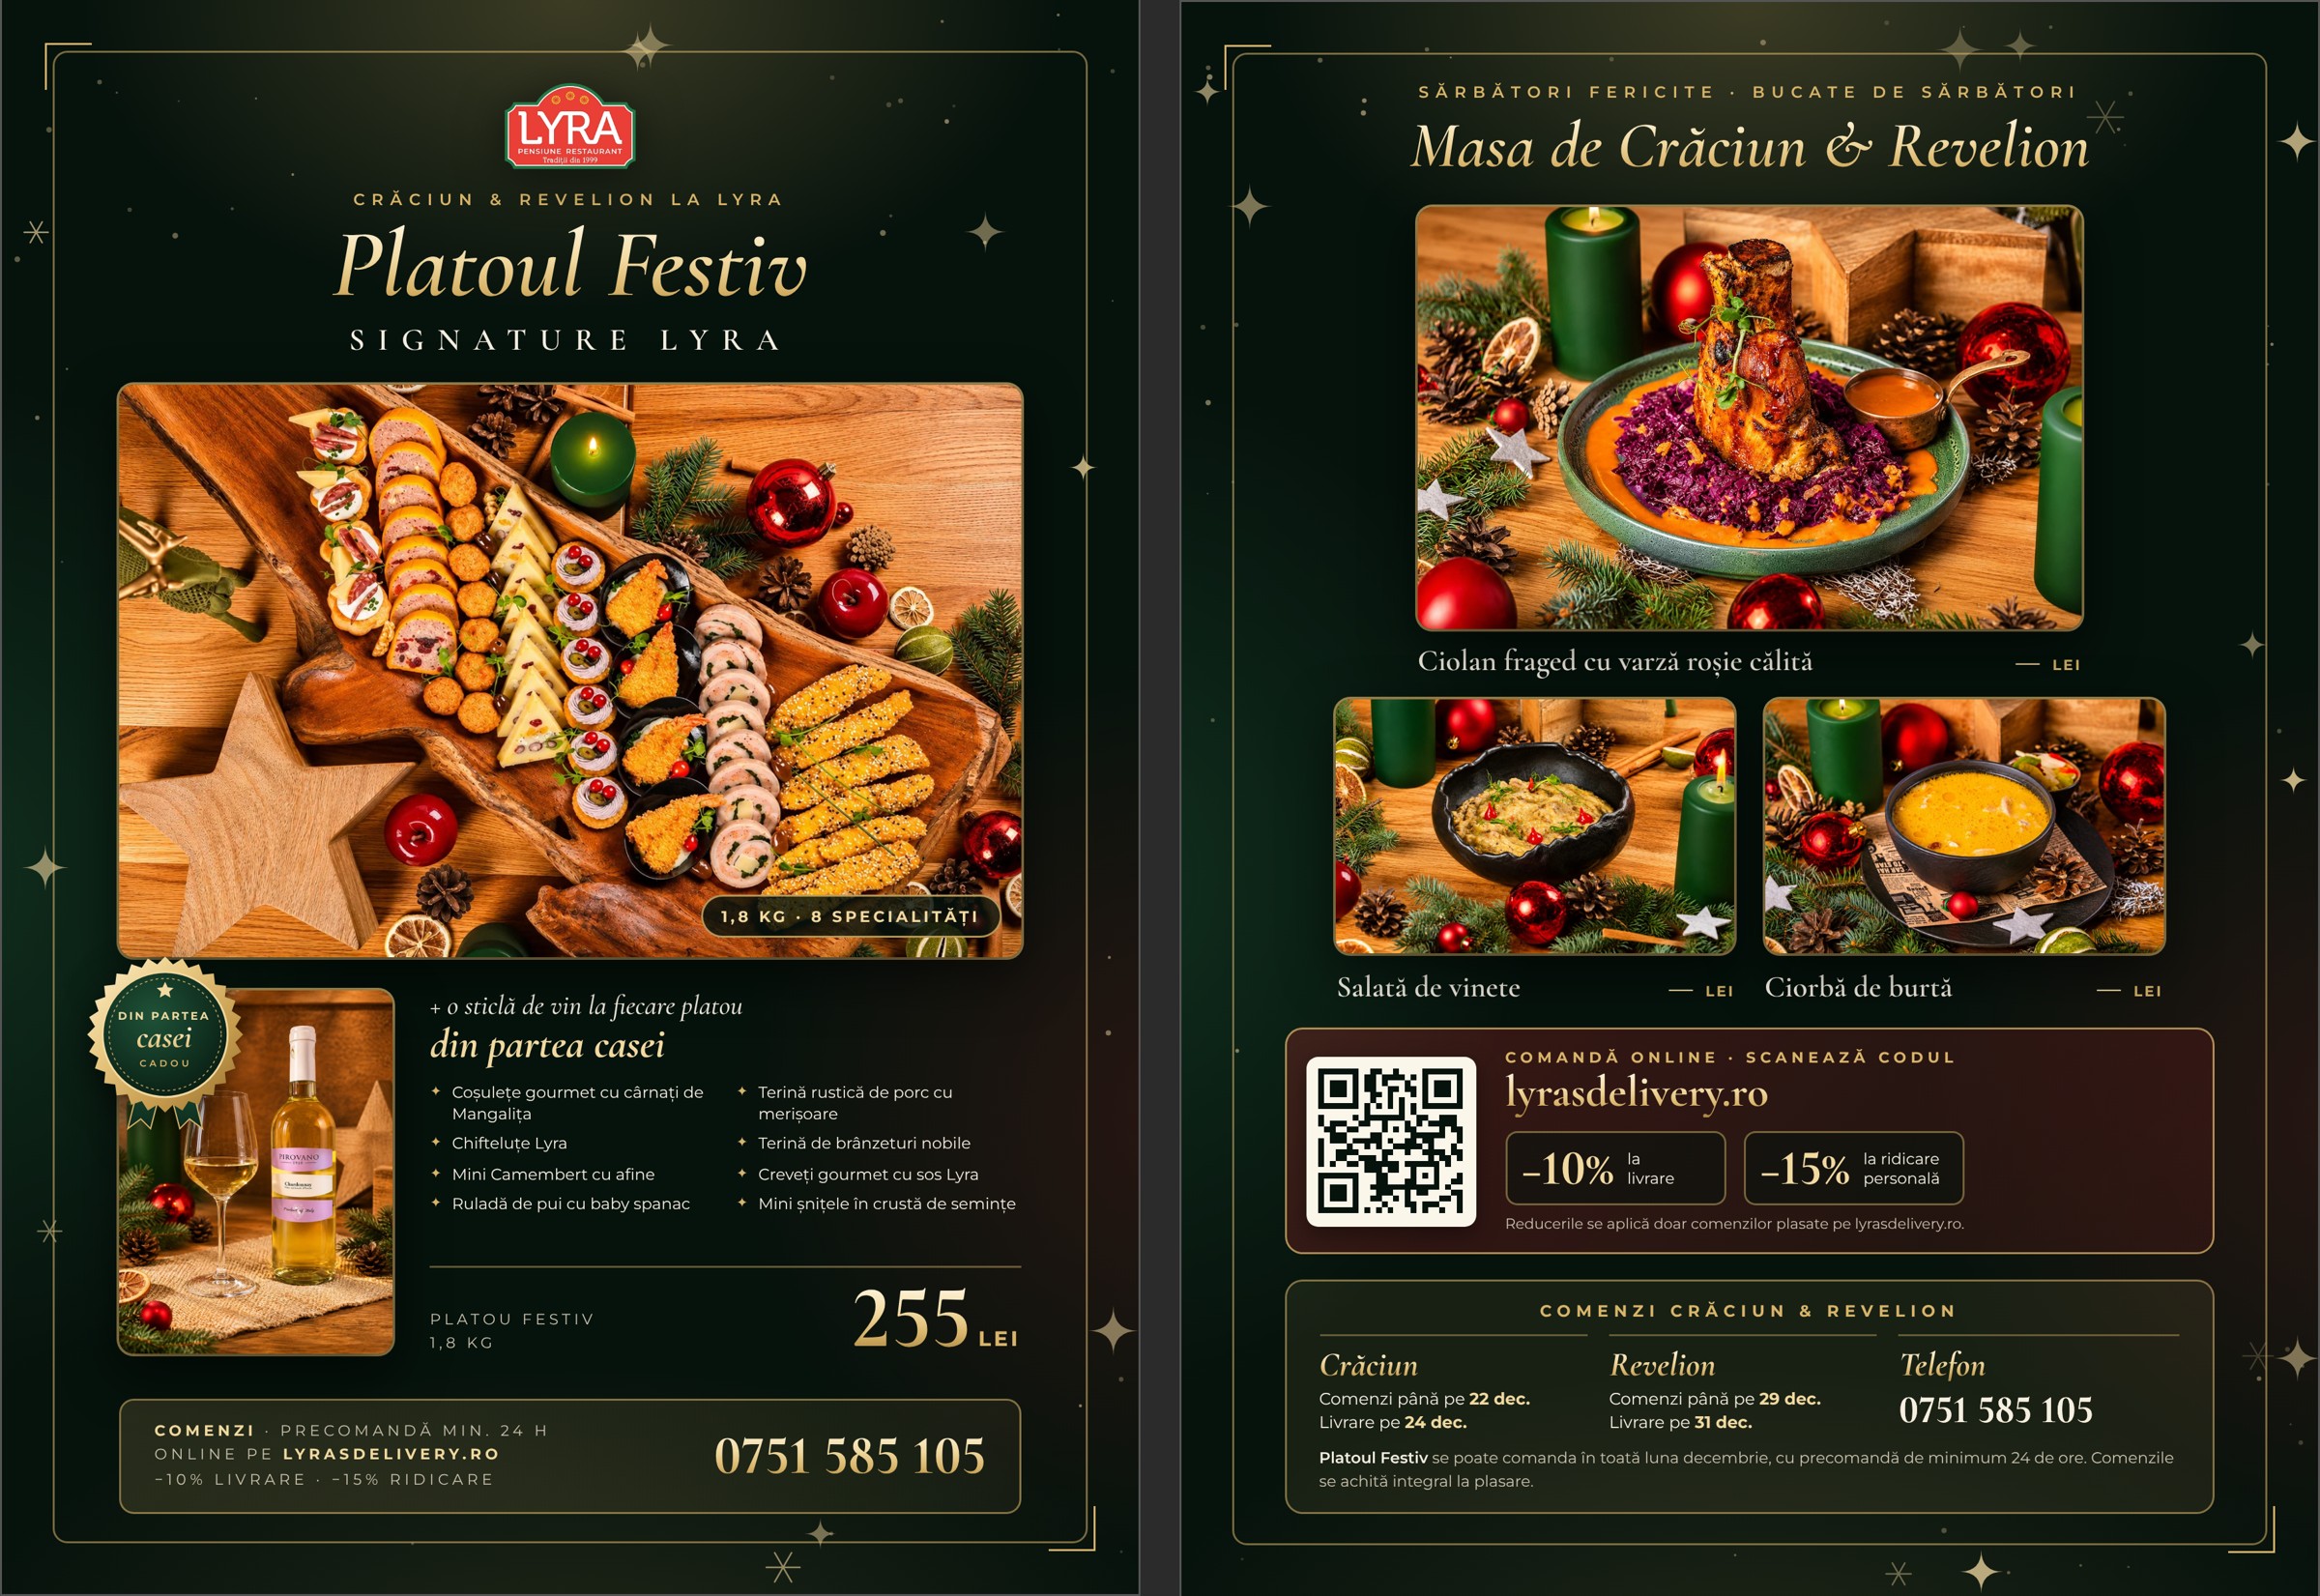 LYRA
PENSIUNE RESTAURANT
Tradiții din 1999
CRĂCIUN & REVELION LA LYRA
Platoul Festiv
SIGNATURE LYRA
1,8 KG · 8 SPECIALITĂȚI
DIN PARTEA
casei
CADOU
PIROVANO
Chardonnay
+ o sticlă de vin la fiecare platou
din partea casei
Coșulețe gourmet cu cârnați de
Mangalița
Chifteluțe Lyra
Mini Camembert cu afine
Ruladă de pui cu baby spanac
Terină rustică de porc cu
merișoare
Terină de brânzeturi nobile
Creveți gourmet cu sos Lyra
Mini șnițele în crustă de semințe
PLATOU FESTIV
1,8 KG
255 LEI
COMENZI · PRECOMANDĂ MIN. 24 H
ONLINE PE LYRASDELIVERY.RO
−10% LIVRARE · −15% RIDICARE
0751 585 105
SĂRBĂTORI FERICITE · BUCATE DE SĂRBĂTORI
Masa de Crăciun & Revelion
Ciolan fraged cu varză roșie călită — LEI
Salată de vinete — LEI
Ciorbă de burtă — LEI
COMANDĂ ONLINE · SCANEAZĂ CODUL
lyrasdelivery.ro
−10% la
livrare
−15% la ridicare
personală
Reducerile se aplică doar comenzilor plasate pe lyrasdelivery.ro.
COMENZI CRĂCIUN & REVELION
Crăciun
Comenzi până pe 22 dec.
Livrare pe 24 dec.
Revelion
Comenzi până pe 29 dec.
Livrare pe 31 dec.
Telefon
0751 585 105
Platoul Festiv se poate comanda în toată luna decembrie, cu precomandă de minimum 24 de ore. Comenzile
se achită integral la plasare.